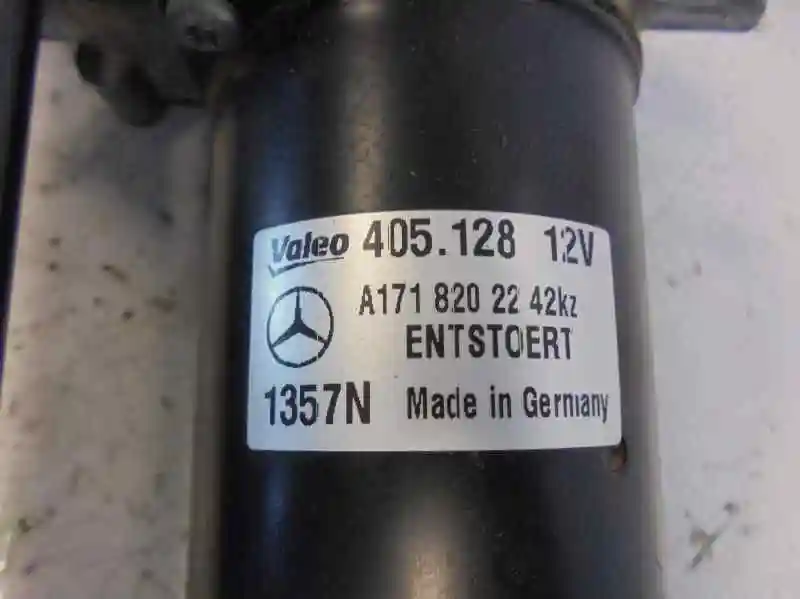 Valeo 405.128 12V
A171 820 22 42kz
ENTSTOERT
1357N Made in Germany